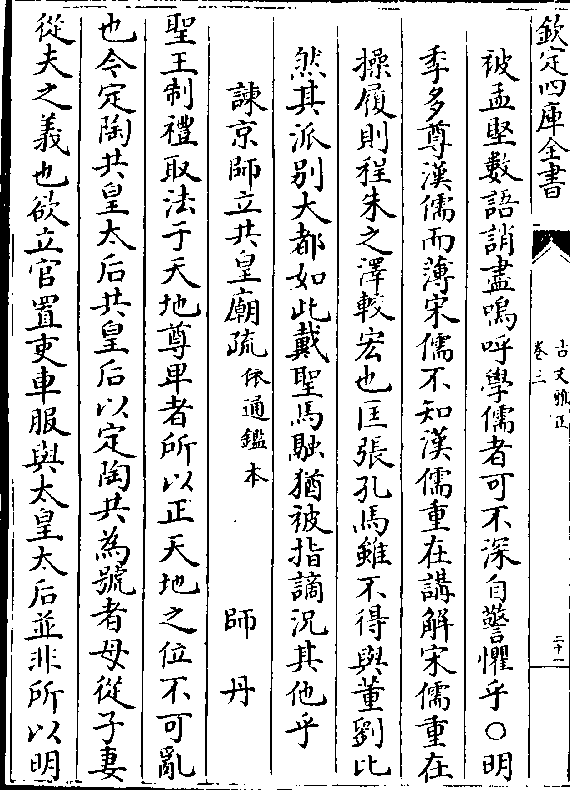 欽定四庫全書
古文雅正
卷三
二十一
被孟堅數語誚盡嗚呼學儒者可不深自警懼乎○明
季多尊漢儒而薄宋儒不知漢儒重在講解宋儒重在
操履則程朱之澤較宏也匡張孔馬雖不得與董劉比
然其派别大都如此戴聖馬融猶被指謫況其他乎
諫京師立共皇廟疏 依通鑑本 師丹
聖王制禮取法于天地尊卑者所以正天地之位不可亂
也今定陶共皇太后共皇后以定陶共為號者母從子妻
從夫之義也欲立官置吏車服與太皇太后並非所以明